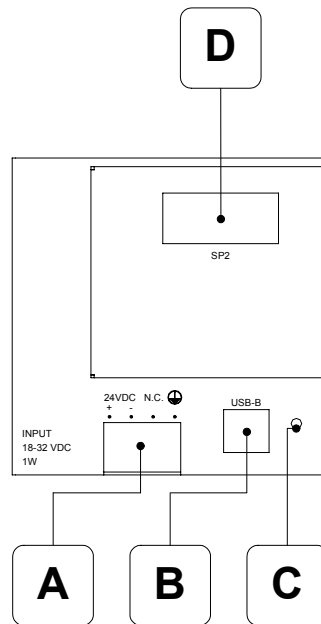 D
SP2
24VDC N.C.
+ -
USB-B
INPUT
18-32 VDC
1W
A B C